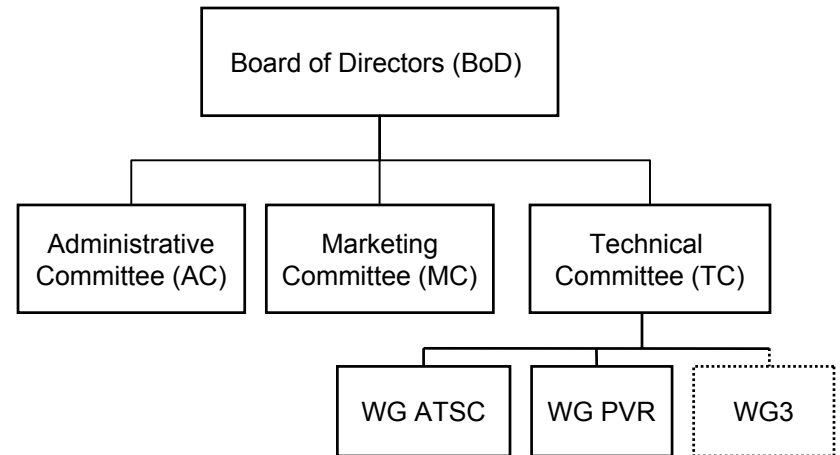 Board of Directors (BoD)
Administrative
Committee (AC)
Marketing
Committee (MC)
Technical
Committee (TC)
WG ATSC
WG PVR
WG3